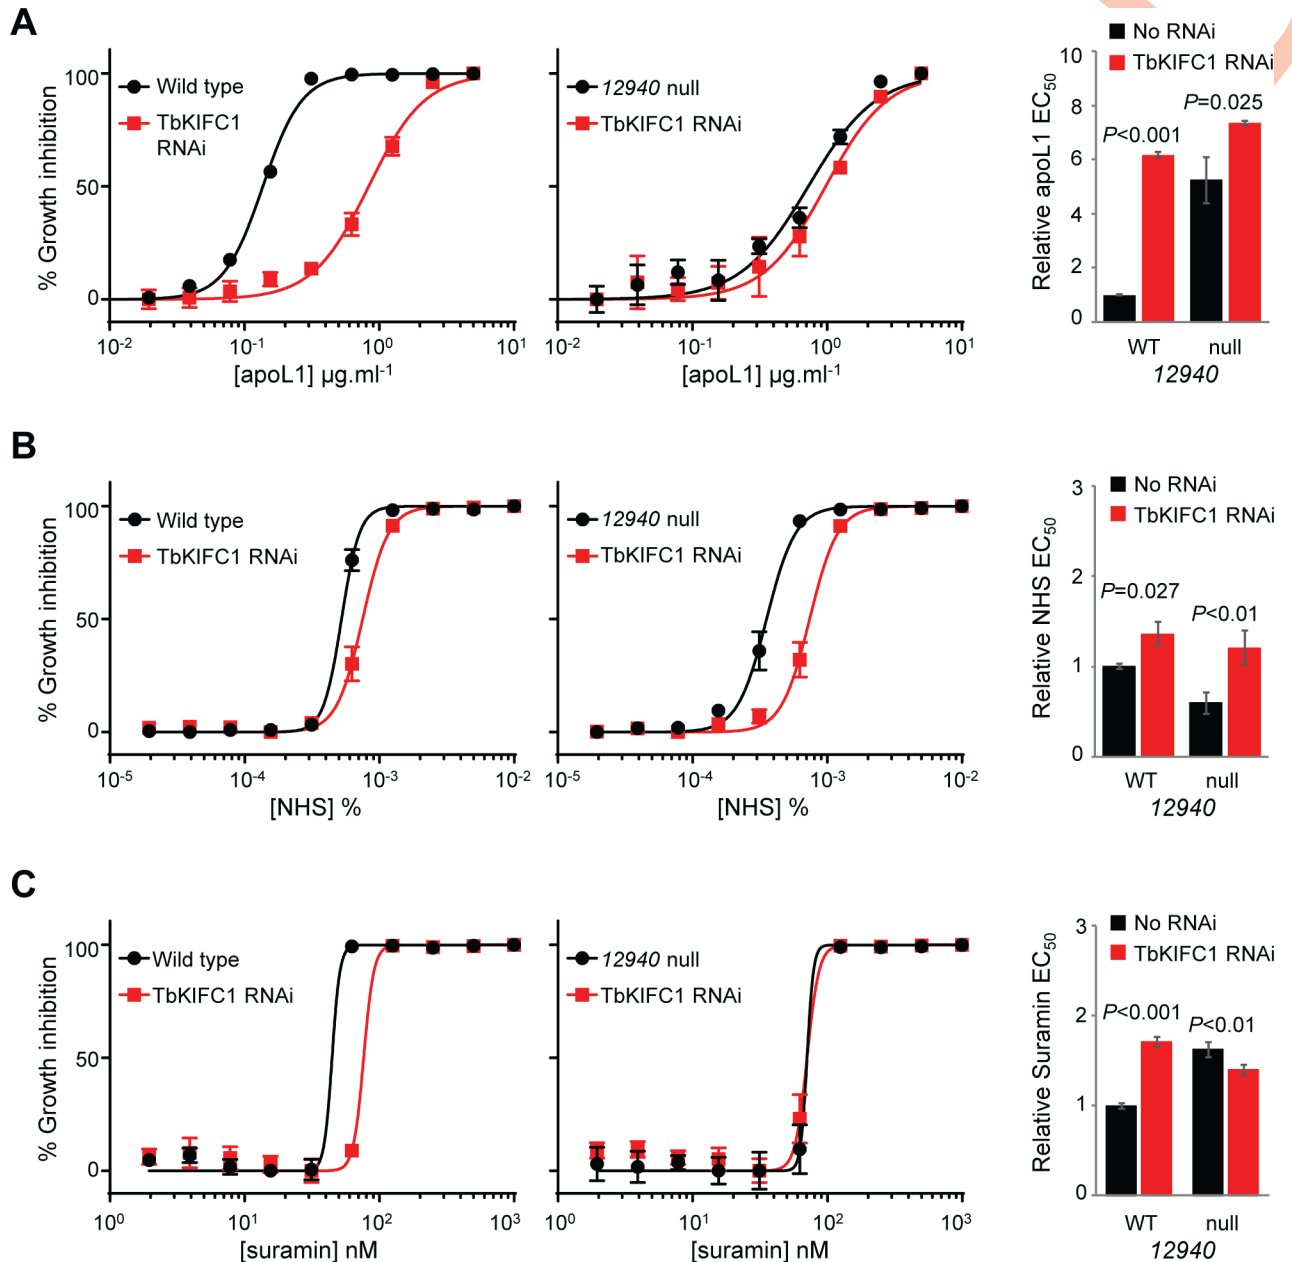 A
% Growth inhibition
100
50
0
Wild type
TbKIFC1
RNAi
10-2
10-1
100
101
[apoL1] µg.ml-1
12940 null
TbKIFC1 RNAi
10-2
10-1
100
101
[apoL1] µg.ml-1
No RNAi
TbKIFC1 RNAi
Relative apoL1 EC50
10
8
6
4
2
0
P<0.001
P=0.025
WT
null
12940
B
% Growth inhibition
100
50
0
Wild type
TbKIFC1 RNAi
10-5
10-4
10-3
10-2
[NHS] %
12940 null
TbKIFC1 RNAi
10-5
10-4
10-3
10-2
[NHS] %
No RNAi
TbKIFC1 RNAi
Relative NHS EC50
3
2
1
0
P=0.027
P<0.01
WT
null
12940
C
% Growth inhibition
100
50
0
Wild type
TbKIFC1 RNAi
100
101
102
103
[suramin] nM
12940 null
TbKIFC1 RNAi
100
101
102
103
[suramin] nM
No RNAi
TbKIFC1 RNAi
Relative Suramin EC50
3
2
1
0
P<0.001
P<0.01
WT
null
12940